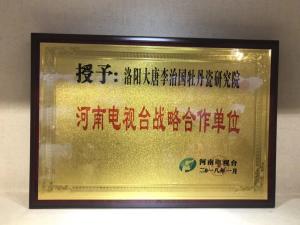 授予：洛阳大唐李治国牡丹瓷研究院
河南电视台战略合作单位
河南电视台
二0一八年一月